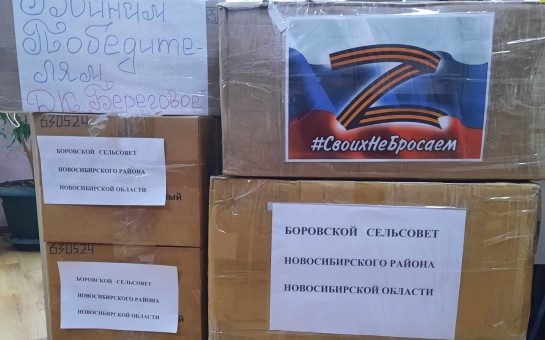 Воинам
Победите-
лям,
ДК Береговое
Z
#СвоихНеБросаем
630524
БОРОВСКОЙ СЕЛЬСОВЕТ
НОВОСИБИРСКОГО РАЙОНА
НОВОСИБИРСКОЙ ОБЛАСТИ
630524
БОРОВСКОЙ СЕЛЬСОВЕТ
НОВОСИБИРСКОГО РАЙОНА
НОВОСИБИРСКОЙ ОБЛАСТИ
БОРОВСКОЙ СЕЛЬСОВЕТ
НОВОСИБИРСКОГО РАЙОНА
НОВОСИБИРСКОЙ ОБЛАСТИ